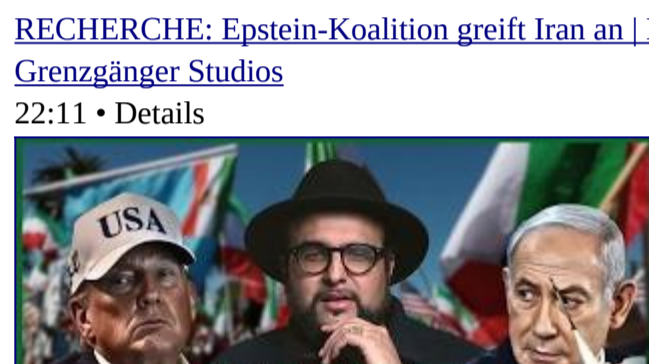 RECHERCHE: Epstein-Koalition greift Iran an |
Grenzgänger Studios
22:11 • Details
USA